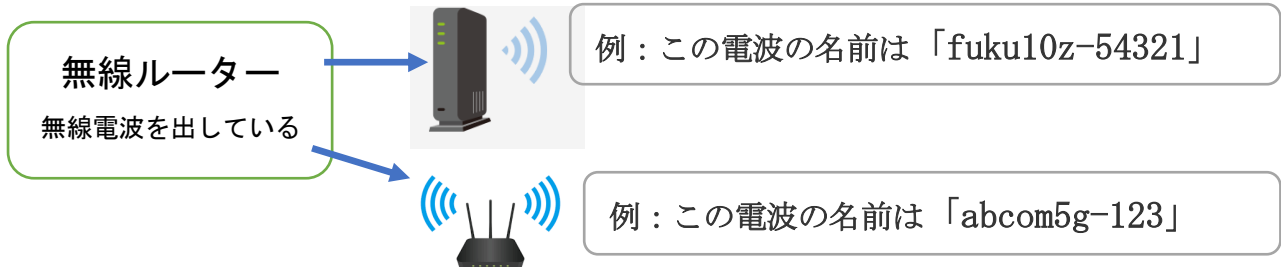 無線ルーター
無線電波を出している
例：この電波の名前は「fuku10z-54321」
例：この電波の名前は「abcom5g-123」